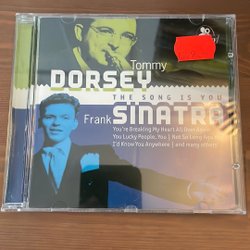 Tommy
DORSEY
THE SONG IS YOU
Frank
SINATRA
You're Breaking My Heart All Over Again
You Lucky People, You | Not So Long Ago
I'd Know You Anywhere | and many others